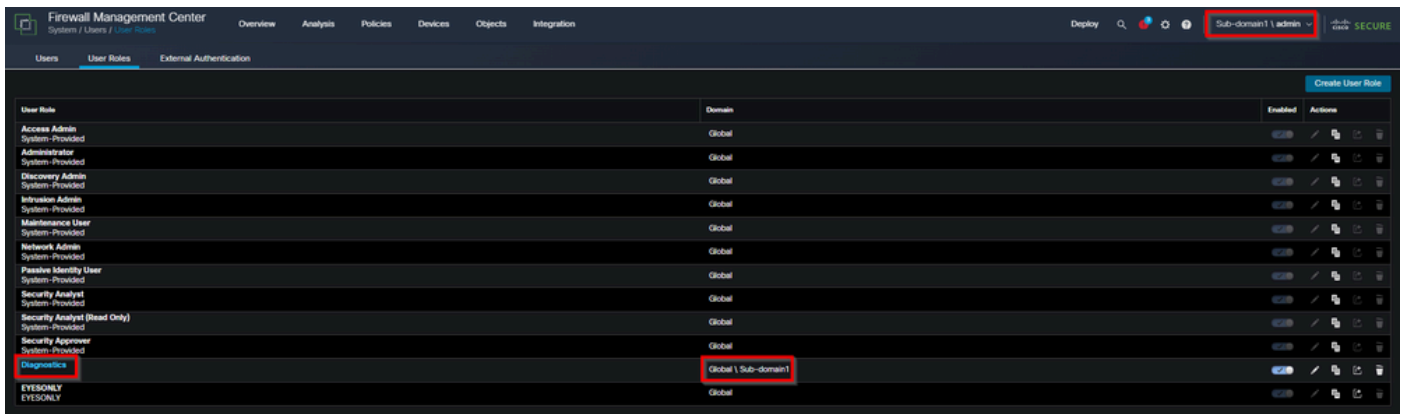 Firewall Management Center
System / Users / User Roles
Overview Analysis Policies Devices Objects Integration Deploy Sub-domain1 \ admin cisco SECURE
Users User Roles External Authentication
Create User Role
User Role Domain Enabled Actions
Access Admin
System-Provided Global
Administrator
System-Provided Global
Discovery Admin
System-Provided Global
Intrusion Admin
System-Provided Global
Maintenance User
System-Provided Global
Network Admin
System-Provided Global
Passive Identity User
System-Provided Global
Security Analyst
System-Provided Global
Security Analyst (Read Only)
System-Provided Global
Security Approver
System-Provided Global
Diagnostics Global \ Sub-domain1
EYESONLY
EYESONLY Global